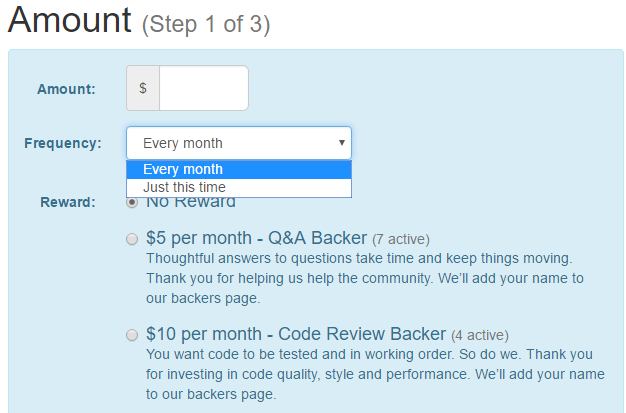 Amount (Step 1 of 3)
Amount: $
Frequency: Every month
Every month
Just this time
Reward: No Reward
$5 per month - Q&A Backer (7 active)
Thoughtful answers to questions take time and keep things moving.
Thank you for helping us help the community. We’ll add your name to
our backers page.
$10 per month - Code Review Backer (4 active)
You want code to be tested and in working order. So do we. Thank you
for investing in code quality, style and performance. We’ll add your name
to our backers page.